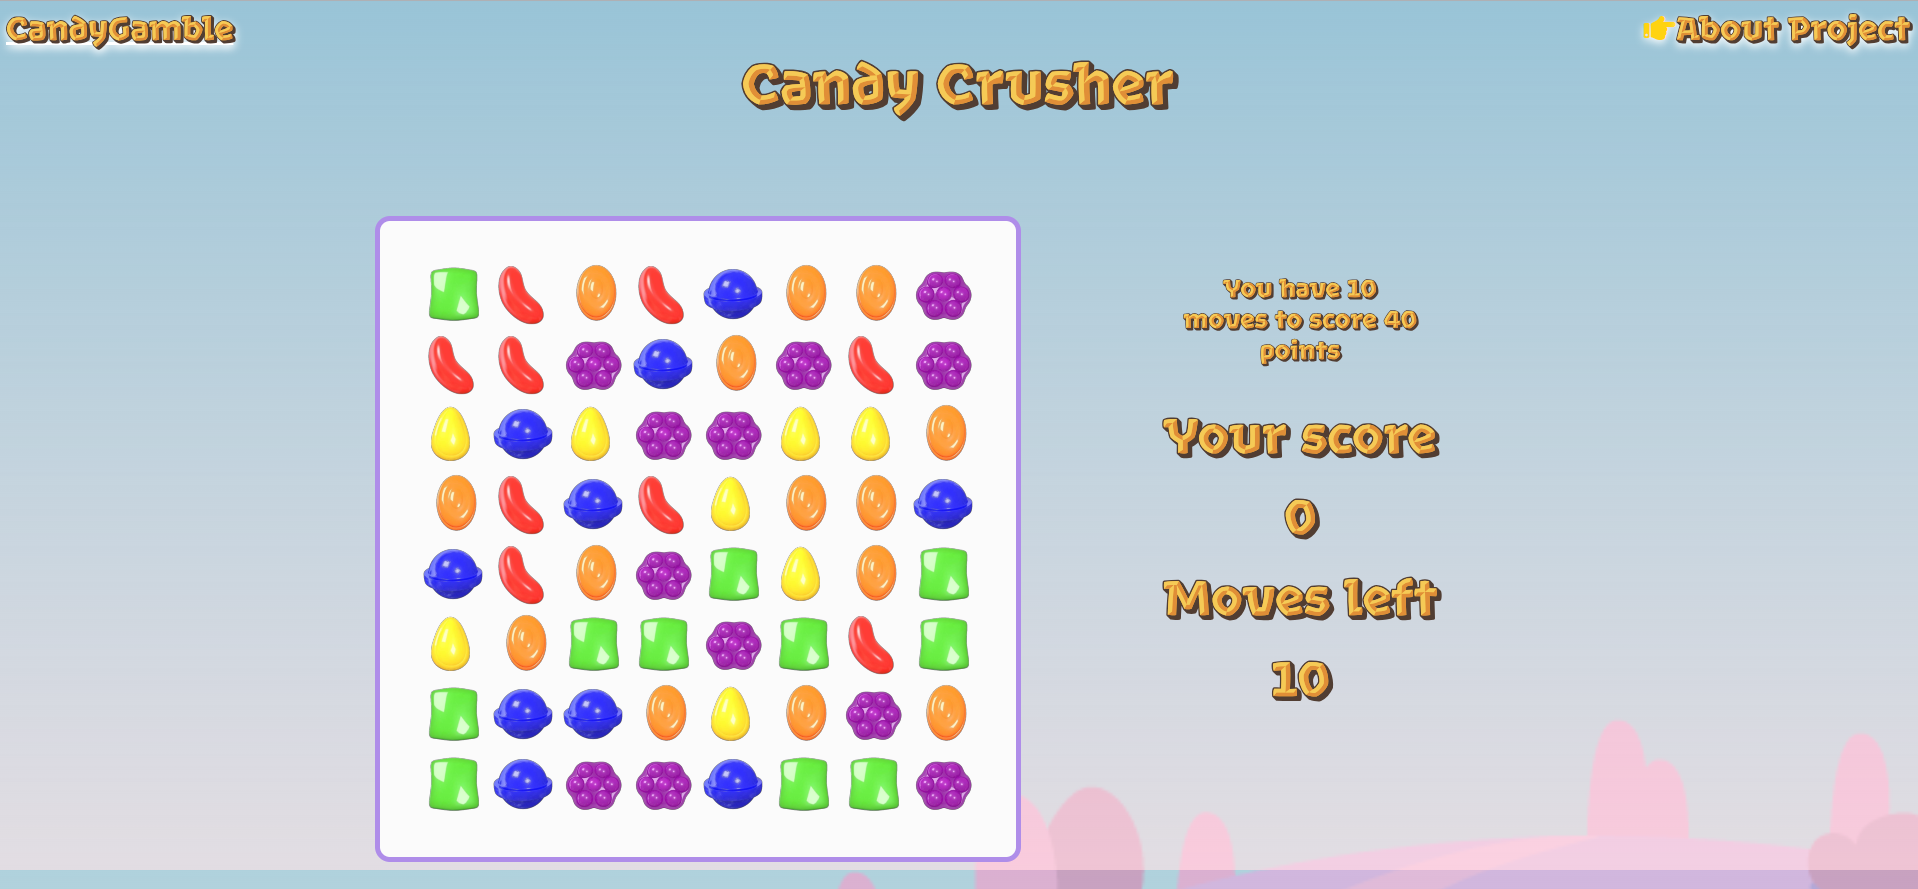 CandyGamble
👉About Project
Candy Crusher
You have 10
moves to score 40
points
Your score
0
Moves left
10